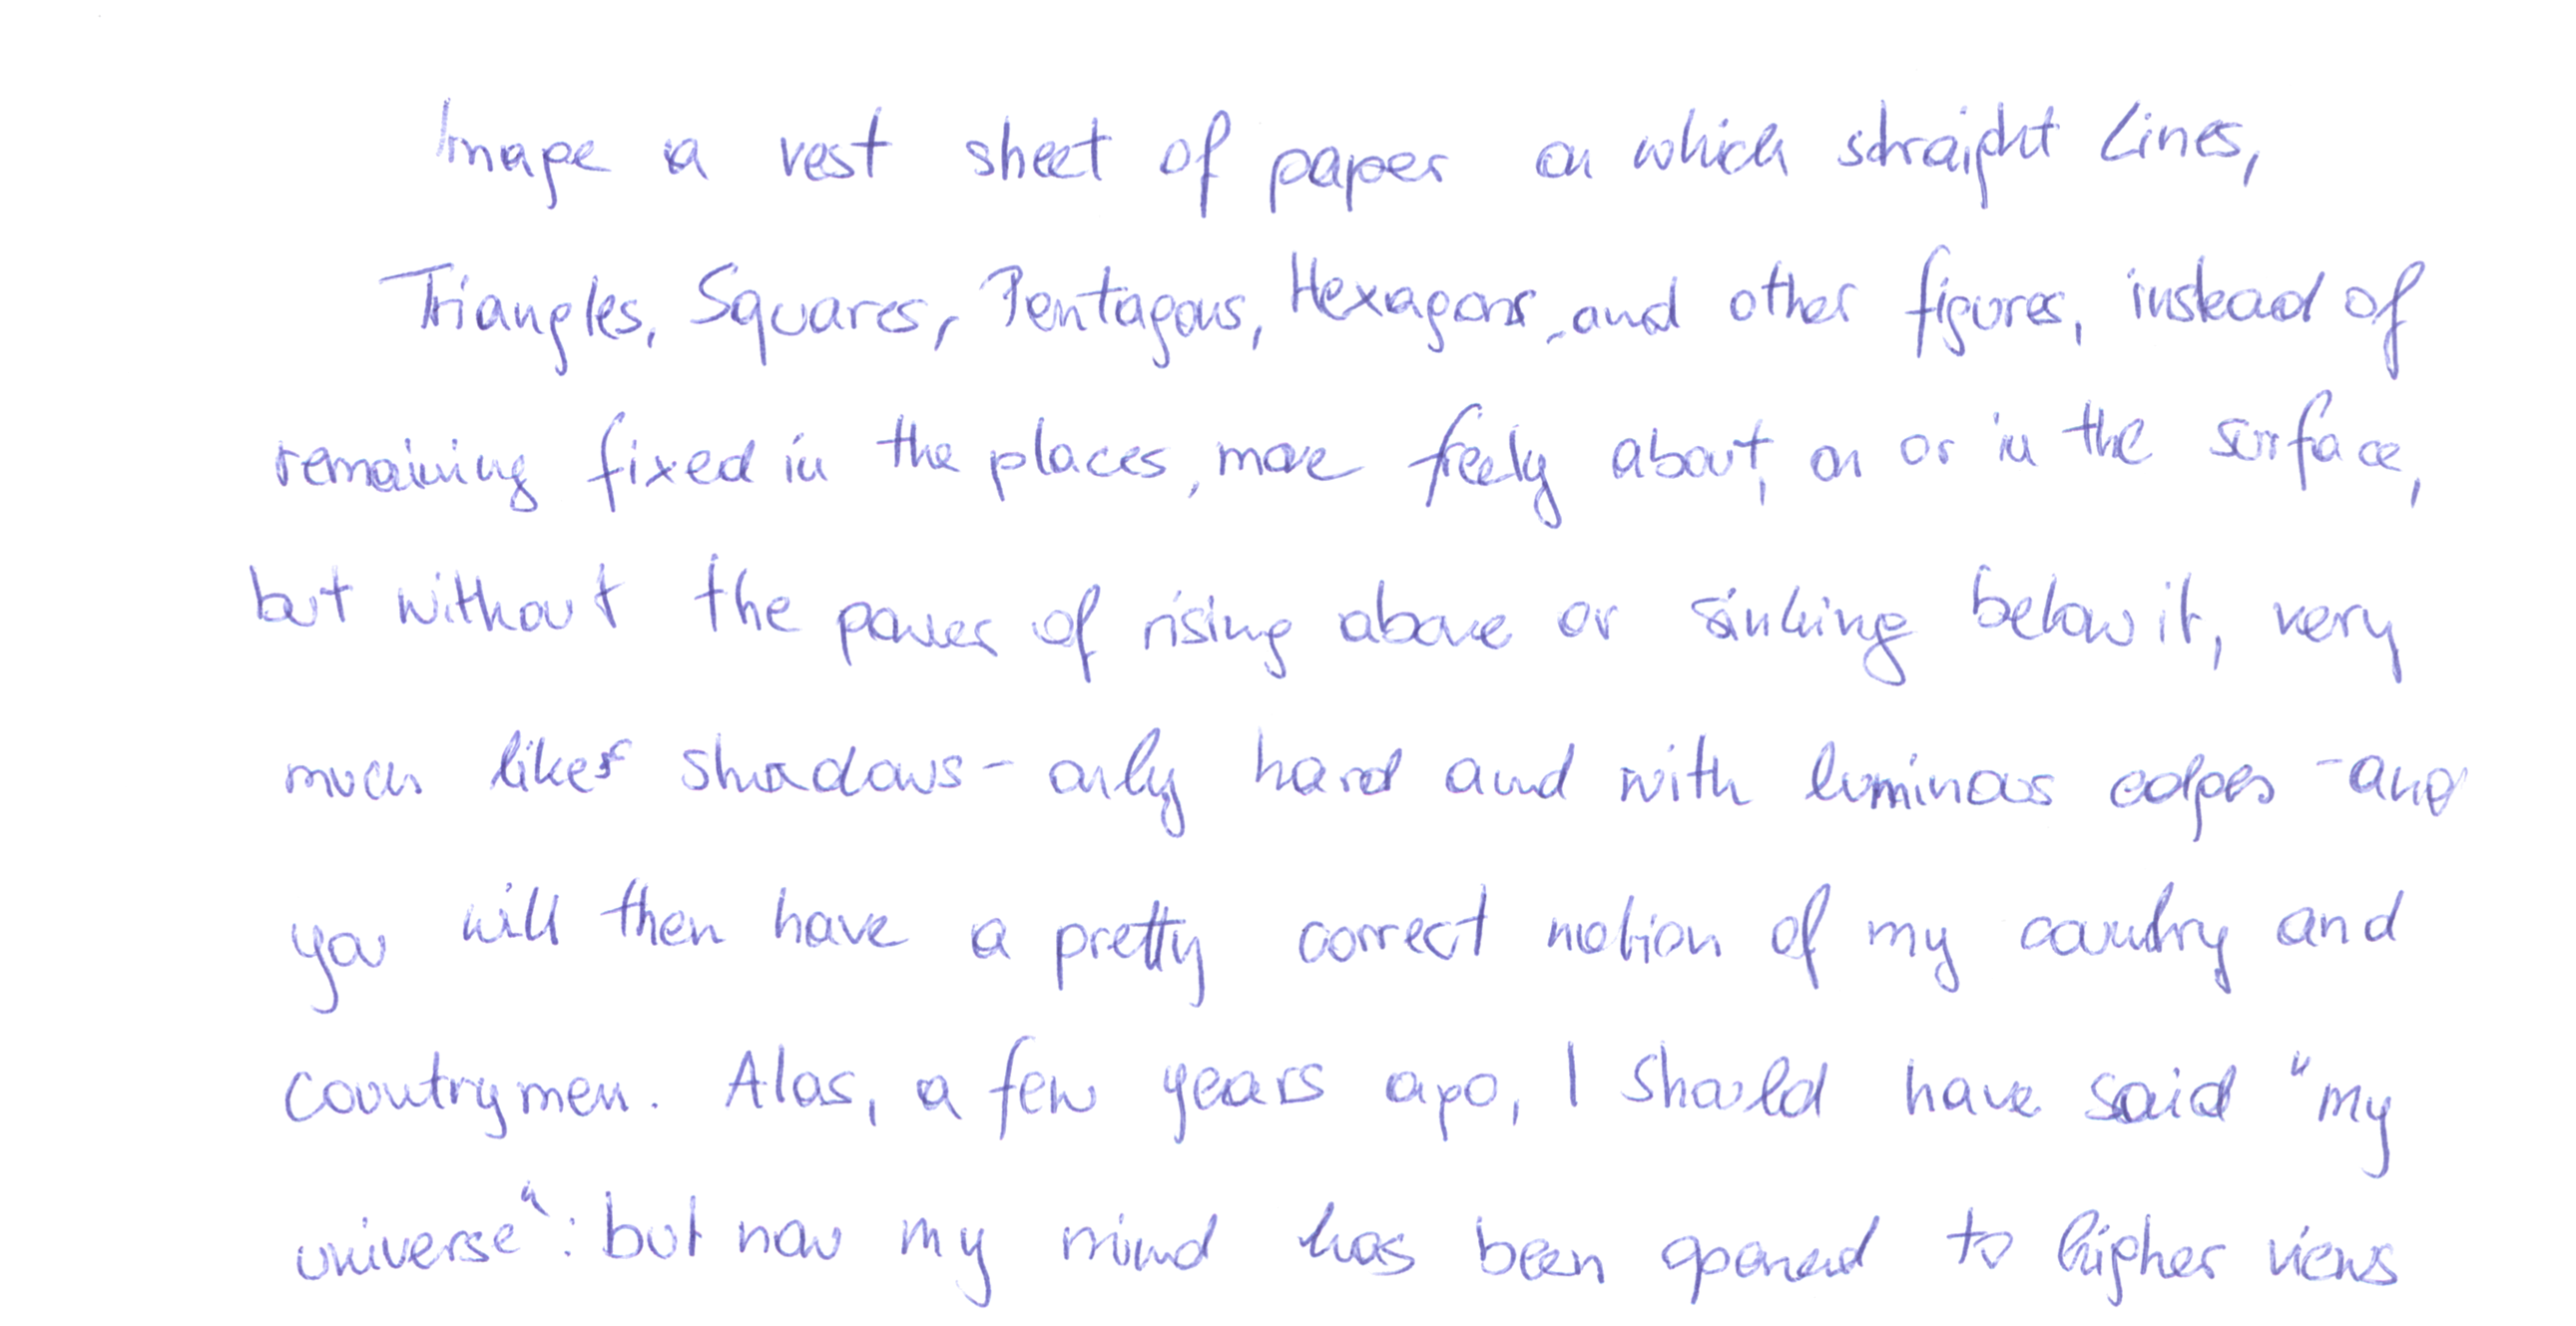 Image a vest sheet of paper on which straight Lines,
Triangles, Squares, Pentagons, Hexagons, and other figures, instead of
remaining fixed in the places, move freely about, on or in the surface,
but without the power of rising above or sinking below it, very
much likes shadows - only hard and with luminous edges - and
you will then have a pretty correct notion of my country and
countrymen. Alas, a few years ago, I should have said "my
universe": but now my mind has been opened to higher views